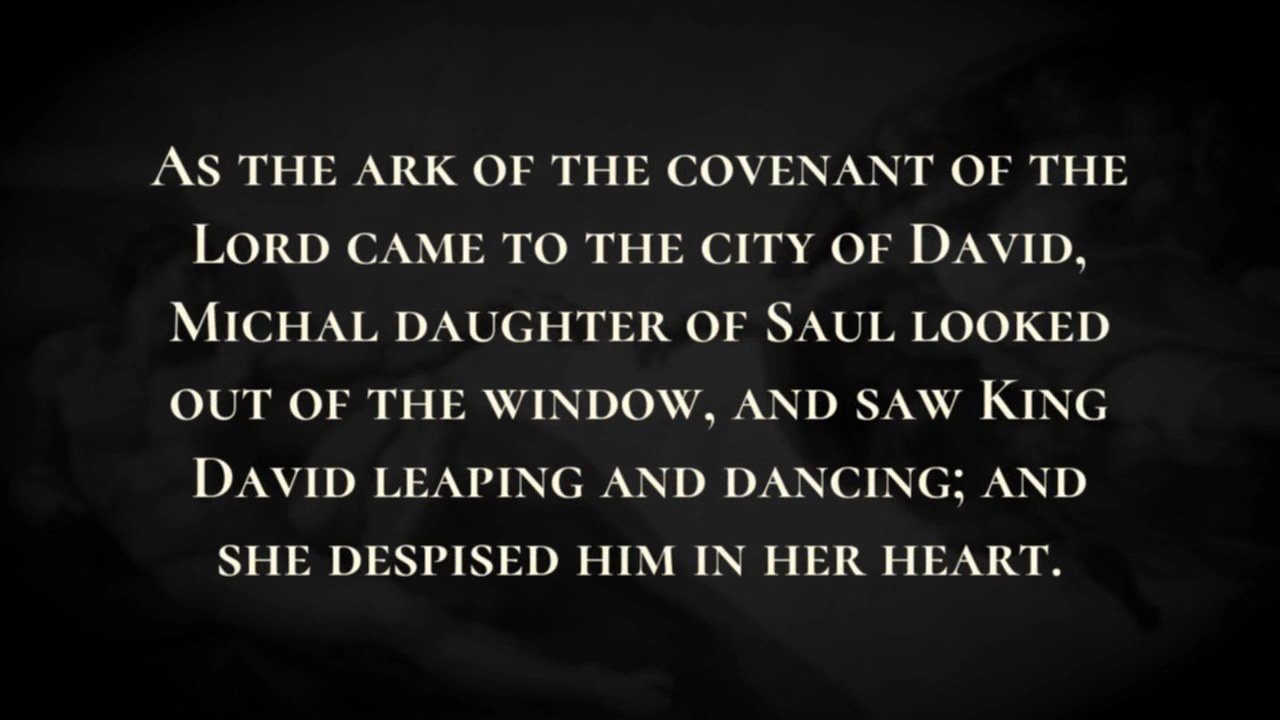 As the ark of the covenant of the
Lord came to the city of David,
Michal daughter of Saul looked
out of the window, and saw King
David leaping and dancing; and
she despised him in her heart.